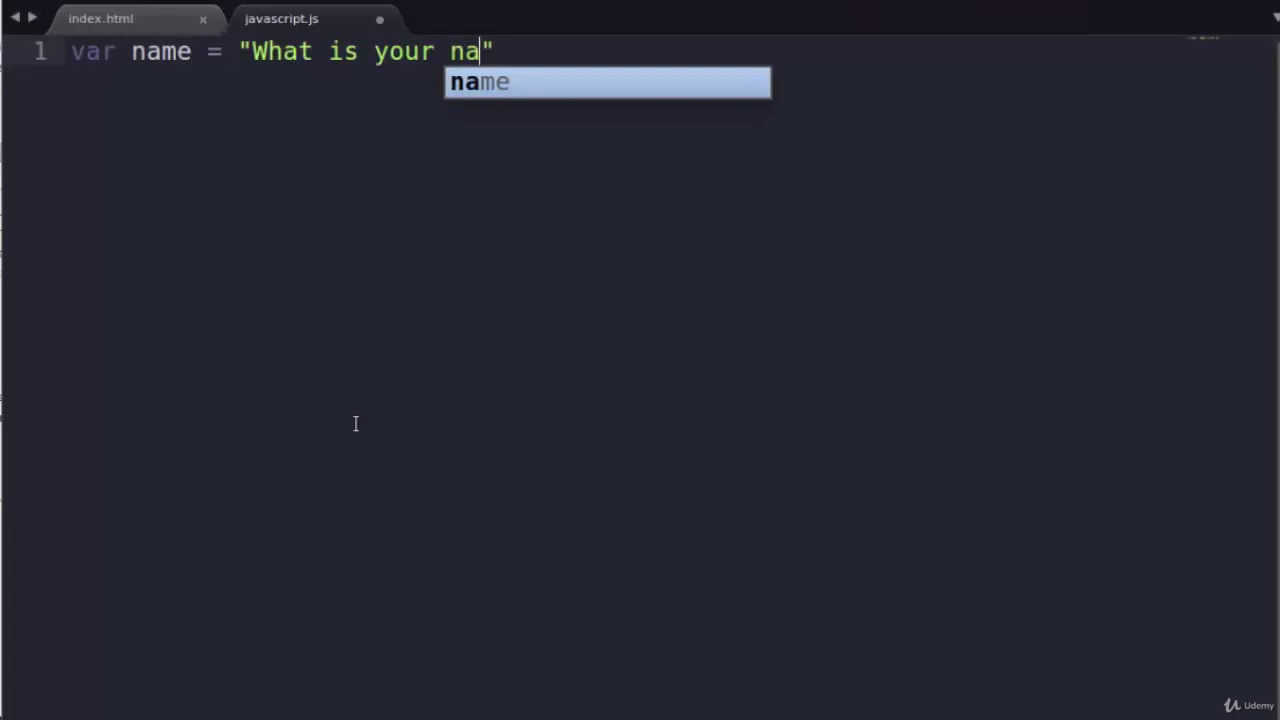 index.html × javascript.js
1 var name = "What is your na"
name
Udemy